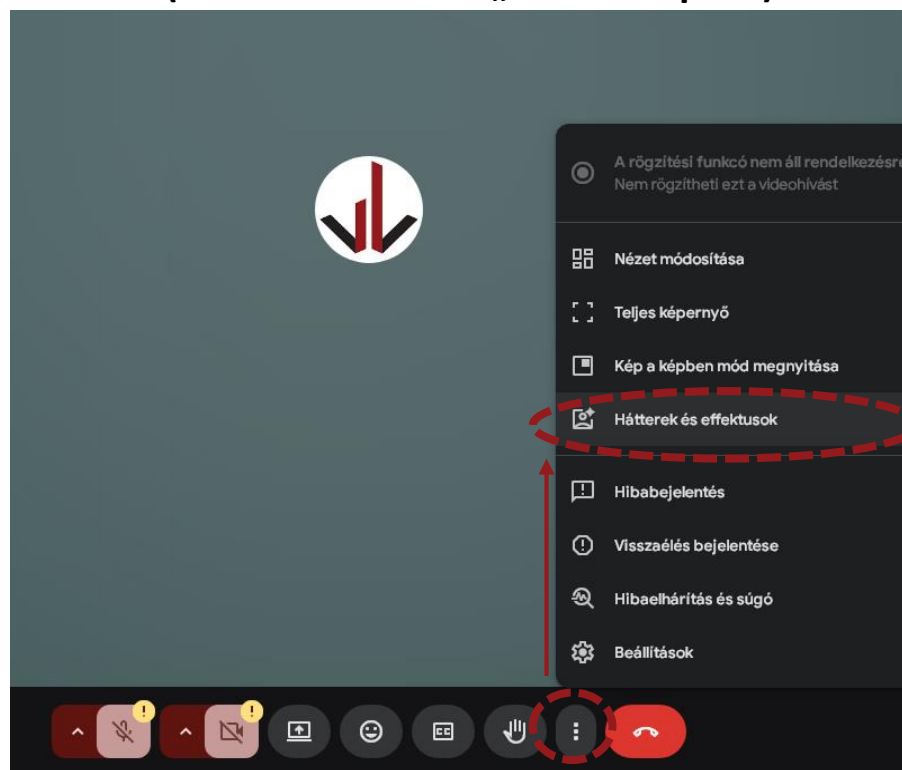 A rögzítési funkcó nem áll rendelkezésre
Nem rögzítheti ezt a videohívást
Nézet módosítása
Teljes képernyő
Kép a képben mód megnyitása
Hátterek és effektusok
Hibabejelentés
Visszaélés bejelentése
Hibaelhárítás és súgó
Beállítások